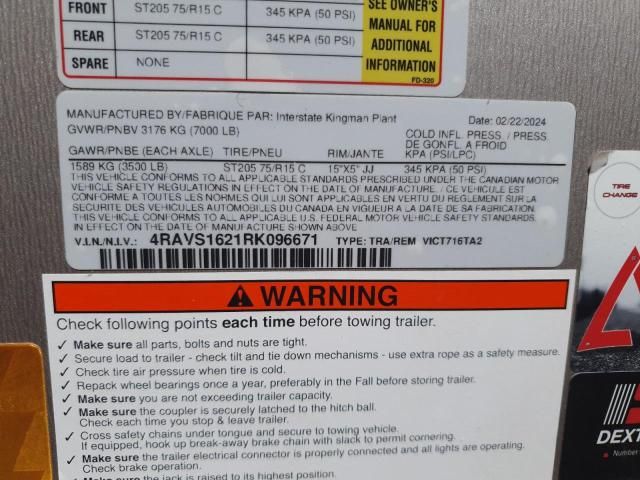 FRONT ST205 75/R15 C 345 KPA (50 PSI)
REAR ST205 75/R15 C 345 KPA (50 PSI)
SPARE NONE
SEE OWNER'S
MANUAL FOR
ADDITIONAL
INFORMATION
FD-320
MANUFACTURED BY/FABRIQUE PAR: Interstate Kingman Plant Date: 02/22/2024
GVWR/PNBV 3176 KG (7000 LB)
COLD INFL. PRESS. / PRESS.
DE GONFL. A FROID
GAWR/PNBE (EACH AXLE) TIRE/PNEU RIM/JANTE KPA (PSI/LPC)
1589 KG (3500 LB) ST205 75/R15 C 15"X5" JJ 345 KPA (50 PSI)
THIS VEHICLE CONFORMS TO ALL APPLICABLE STANDARDS PRESCRIBED UNDER THE CANADIAN MOTOR
VEHICLE SAFETY REGULATIONS IN EFFECT ON THE DATE OF MANUFACTURE. / CE VEHICULE EST
CONFORME A TOUTES LES NORMES QUI LUI SONT APPLICABLES EN VERTU DU REGLEMENT SUR LA
SECURITE DES VEHICULES AUTOMOBILES DU CANADA EN VIGUEUR A LA DATE DE SA FABRICATION.
THIS VEHICLE CONFORMS TO ALL APPLICABLE U.S. FEDERAL MOTOR VEHICLE SAFETY STANDARDS
IN EFFECT ON THE DATE OF MANUFACTURE SHOWN ABOVE.
V.I.N./N.I.V.: 4RAVS1621RK096671 TYPE: TRA/REM VICT716TA2
WARNING
Check following points each time before towing trailer.
✓ Make sure all parts, bolts and nuts are tight.
✓ Secure load to trailer - check tilt and tie down mechanisms - use extra rope as a safety measure.
✓ Check tire air pressure when tire is cold.
✓ Repack wheel bearings once a year, preferably in the Fall before storing trailer.
✓ Make sure you are not exceeding trailer capacity.
✓ Make sure the coupler is securely latched to the hitch ball.
Check each time you stop & leave trailer.
✓ Cross safety chains under tongue and secure to towing vehicle.
If equipped, hook up break-away brake chain with slack to permit cornering.
✓ Make sure the trailer electrical connector is properly connected and all lights are operating.
Check brake operation.
✓ Make sure the jack is raised to its highest position.
TIRE
CHANGE
DEXT
Number